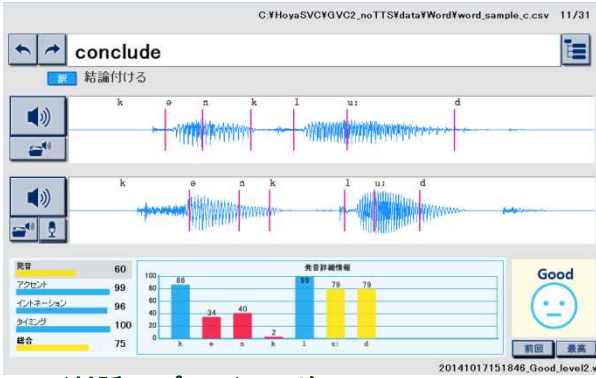 C:¥HoyaSVC¥GVC2_noTTS¥data¥Word¥word_sample_c.csv 11/31
conclude
訳 結論付ける
k ə n k l u: d
k ə n k l u: d
発音 60
アクセント 99
イントネーション 96
タイミング 100
総合 75
発音詳細情報
100
80
60
40
20
86 34 40 2 99 79 79
k ə n k l u: d
Good
前回 最高
20141017151846_Good_level2.w